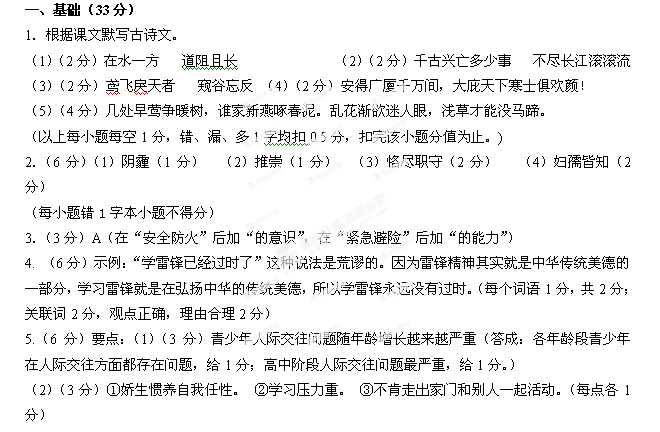 一、基础（33分）
1．根据课文默写古诗文。
（1）（2分）在水一方　道阻且长　（2）（2分）千古兴亡多少事　不尽长江滚滚流
（3）（2分）鸢飞戾天者　窥谷忘反　（4）（2分）安得广厦千万间，大庇天下寒士俱欢颜！
（5）（4分）几处早莺争暖树，谁家新燕啄春泥。乱花渐欲迷人眼，浅草才能没马蹄。
（以上每小题每空1分，错、漏、多1字均扣0.5分，扣完该小题分值为止。）
2．（6分）（1）阴霾（1分）　（2）推崇（1分）　（3）恪尽职守（2分）　（4）妇孺皆知（2
分）
（每小题错1字本小题不得分）
3．（3分）A（在“安全防火”后加“的意识”，在“紧急避险”后加“的能力”）
4．（6分）示例：“学雷锋已经过时了”这种说法是荒谬的。因为雷锋精神其实就是中华传统美德的
一部分，学习雷锋就是在弘扬中华的传统美德，所以学雷锋永远没有过时。（每个词语1分，共2分；
关联词2分，观点正确，理由合理2分）
5．（6分）要点：（1）（3分）青少年人际交往问题随年龄增长越来越严重（答成：各年龄段青少年
在人际交往方面都存在问题，给1分；高中阶段人际问题最严重，给1分。）
（2）（3分）①娇生惯养自我任性。 ②学习压力重。 ③不肯走出家门和别人一起活动。（每点各1
分）